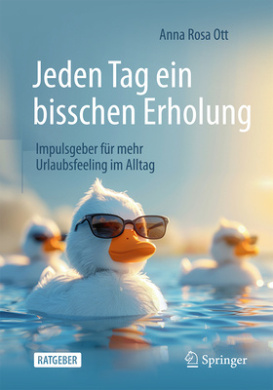 Anna Rosa Ott
Jeden Tag ein
bisschen Erholung
Impulsgeber für mehr
Urlaubsfeeling im Alltag
RATGEBER
Springer